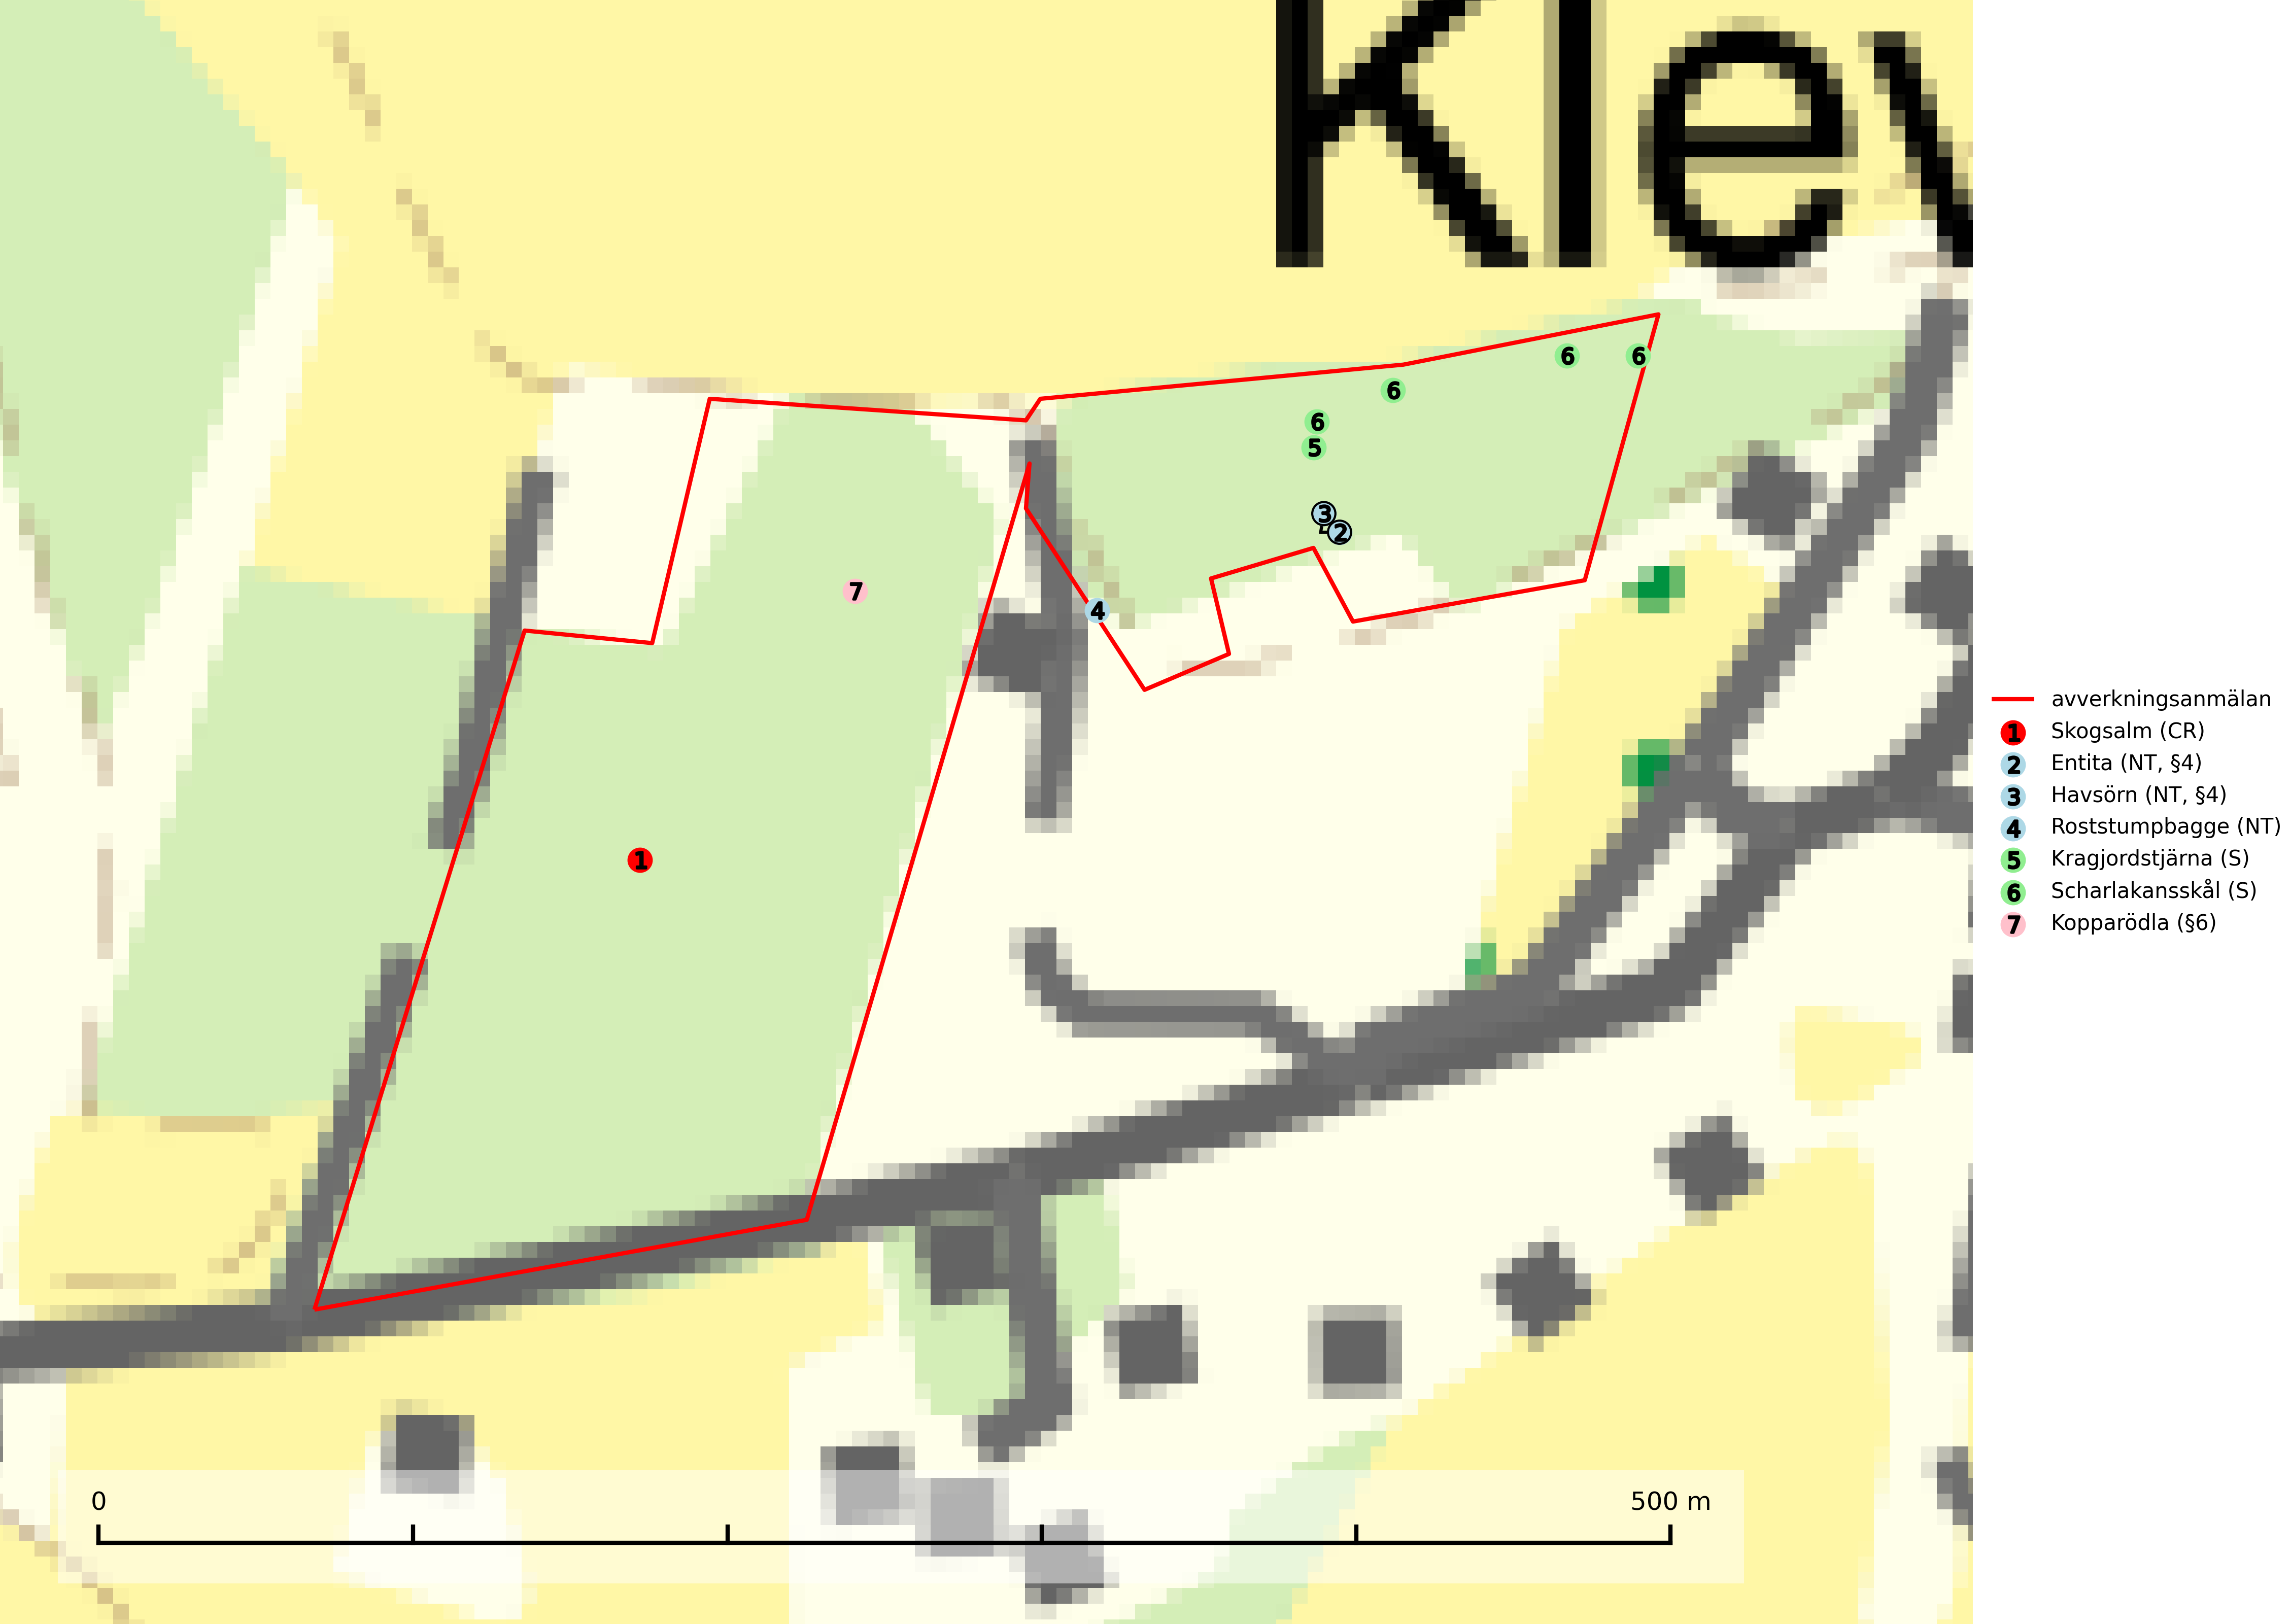 Klev
6
6
6
6
5
3
2
7
4
1
avverkningsanmälan
1 Skogsalm (CR)
2 Entita (NT, §4)
3 Havsörn (NT, §4)
4 Roststumpbagge (NT)
5 Kragjordstjärna (S)
6 Scharlakansskål (S)
7 Kopparödla (§6)
0 500 m